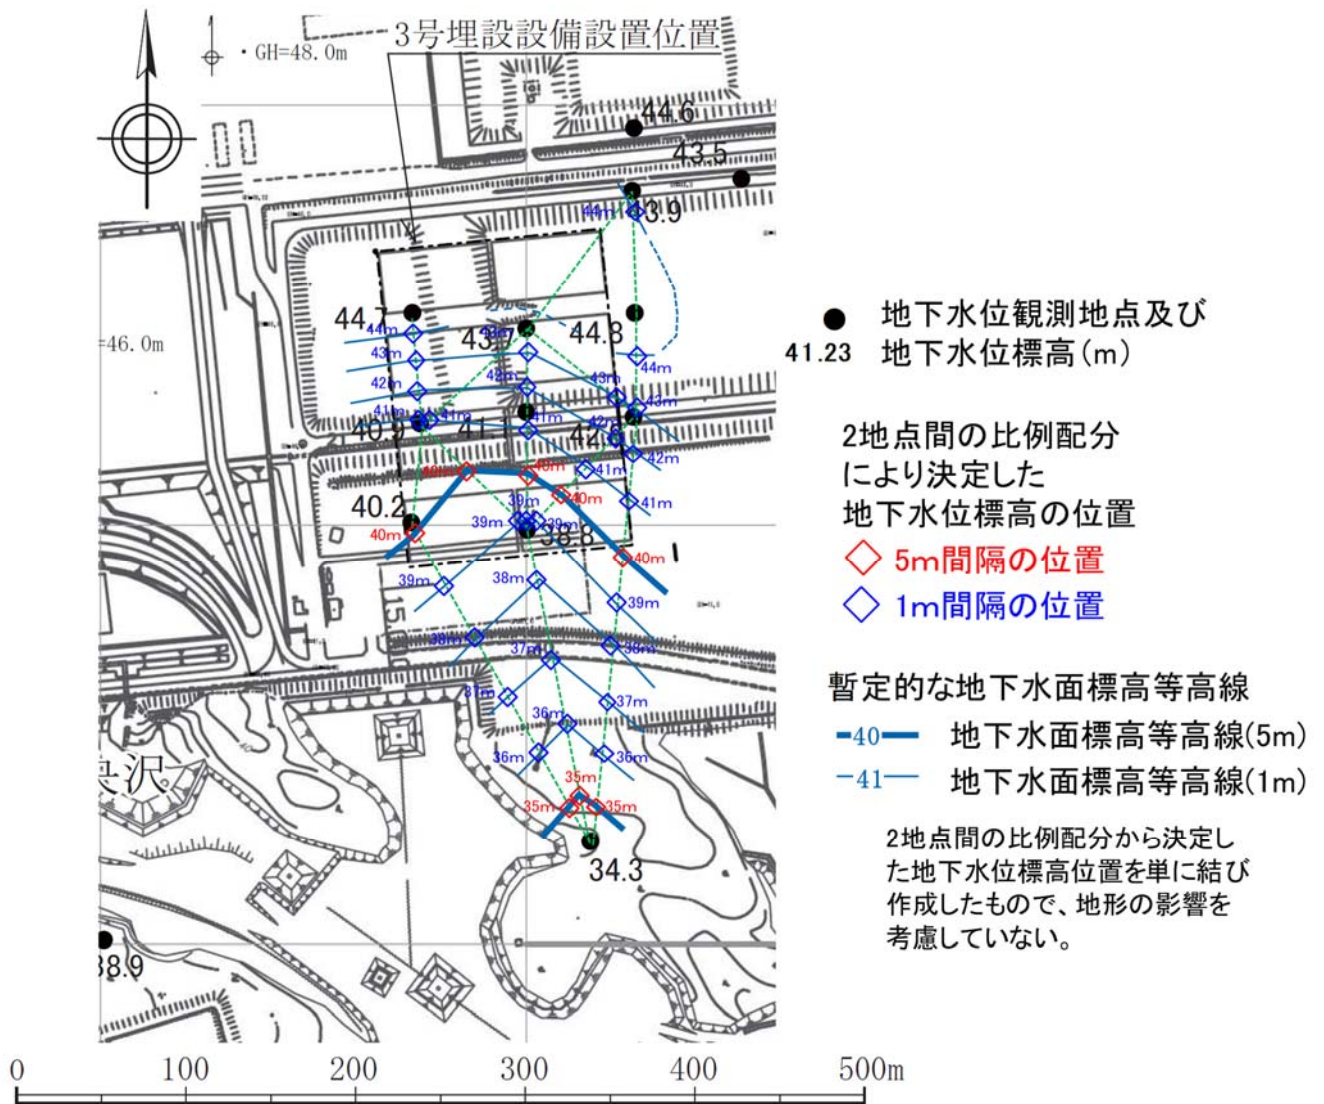 3号埋設設備設置位置
・GH=48.0m
44.6
43.5
44m
3.9
44.7
44m
43.7
44.8
=46.0m
43m
44m
42m
42m
43m
43m
41m
41m
40.9
41m
42m
42m
40m
40m
41m
40m
41m
40.2
39m
40m
39m
39m
38.8
40m
39m
38m
39m
38m
37m
38m
37m
37m
36m
36m
36m
35m
35m
35m
34.3
38.9
沢
●
地下水位観測地点及び
41.23
地下水位標高(m)
2地点間の比例配分
により決定した
地下水位標高の位置
5m間隔の位置
1m間隔の位置
暫定的な地下水面標高等高線
40
地下水面標高等高線(5m)
41
地下水面標高等高線(1m)
2地点間の比例配分から決定し
た地下水位標高位置を単に結び
作成したもので、地形の影響を
考慮していない。
0 100 200 300 400 500m